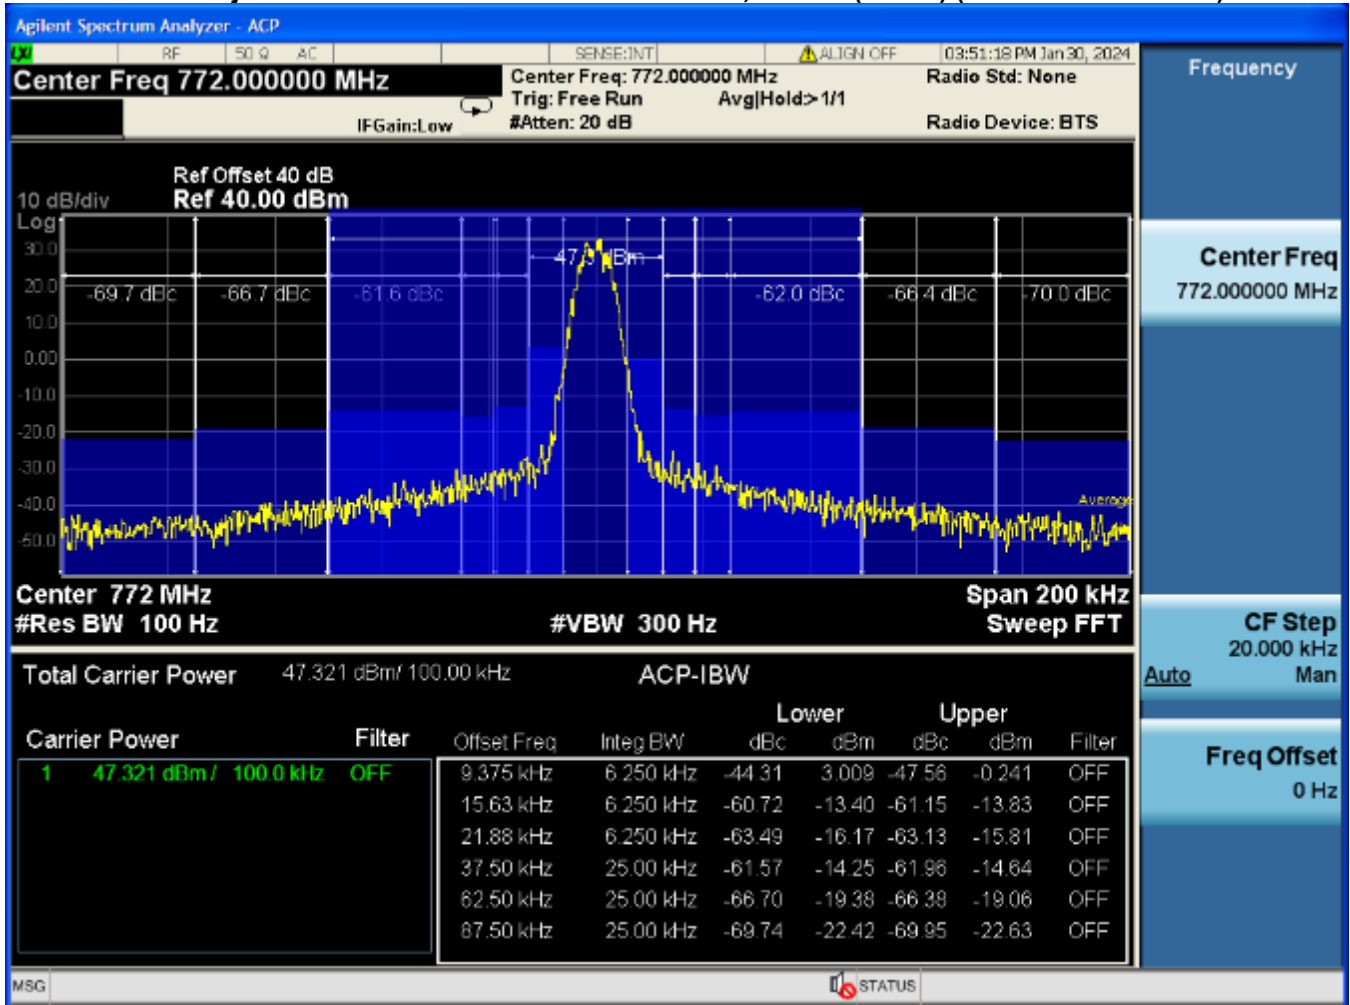 Agilent Spectrum Analyzer - ACP
LXI RF 50 Ω AC SENSE:INT ALIGN OFF 03:51:18 PM Jan 30, 2024
Center Freq 772.000000 MHz
Center Freq: 772.000000 MHz Radio Std: None
Trig: Free Run Avg|Hold:>1/1
IFGain:Low #Atten: 20 dB Radio Device: BTS
Ref Offset 40 dB
10 dB/div Ref 40.00 dBm
Log
30.0
20.0
10.0
0.00
-10.0
-20.0
-30.0
-40.0
-50.0
-69.7 dBc -66.7 dBc -61.6 dBc -62.0 dBc -66.4 dBc -70.0 dBc
Average
Center 772 MHz Span 200 kHz
#Res BW 100 Hz #VBW 300 Hz Sweep FFT
Total Carrier Power 47.321 dBm/ 100.00 kHz ACP-IBW
Lower Upper
Carrier Power Filter Offset Freq Integ BW dBc dBm dBc dBm Filter
1 47.321 dBm / 100.0 kHz OFF 9.375 kHz 6.250 kHz -44.31 3.009 -47.56 -0.241 OFF
15.63 kHz 6.250 kHz -60.72 -13.40 -61.15 -13.83 OFF
21.88 kHz 6.250 kHz -63.49 -16.17 -63.13 -15.81 OFF
37.50 kHz 25.00 kHz -61.57 -14.25 -61.96 -14.64 OFF
62.50 kHz 25.00 kHz -66.70 -19.38 -66.38 -19.06 OFF
87.50 kHz 25.00 kHz -69.74 -22.42 -69.95 -22.63 OFF
MSG STATUS
Frequency
Center Freq
772.000000 MHz
CF Step
20.000 kHz
Auto Man
Freq Offset
0 Hz